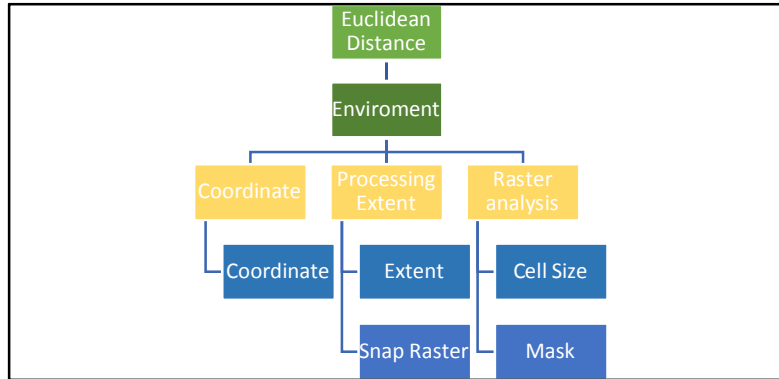 Euclidean
Distance
Enviroment
Coordinate
Processing
Extent
Raster
analysis
Coordinate
Extent
Cell Size
Snap Raster
Mask